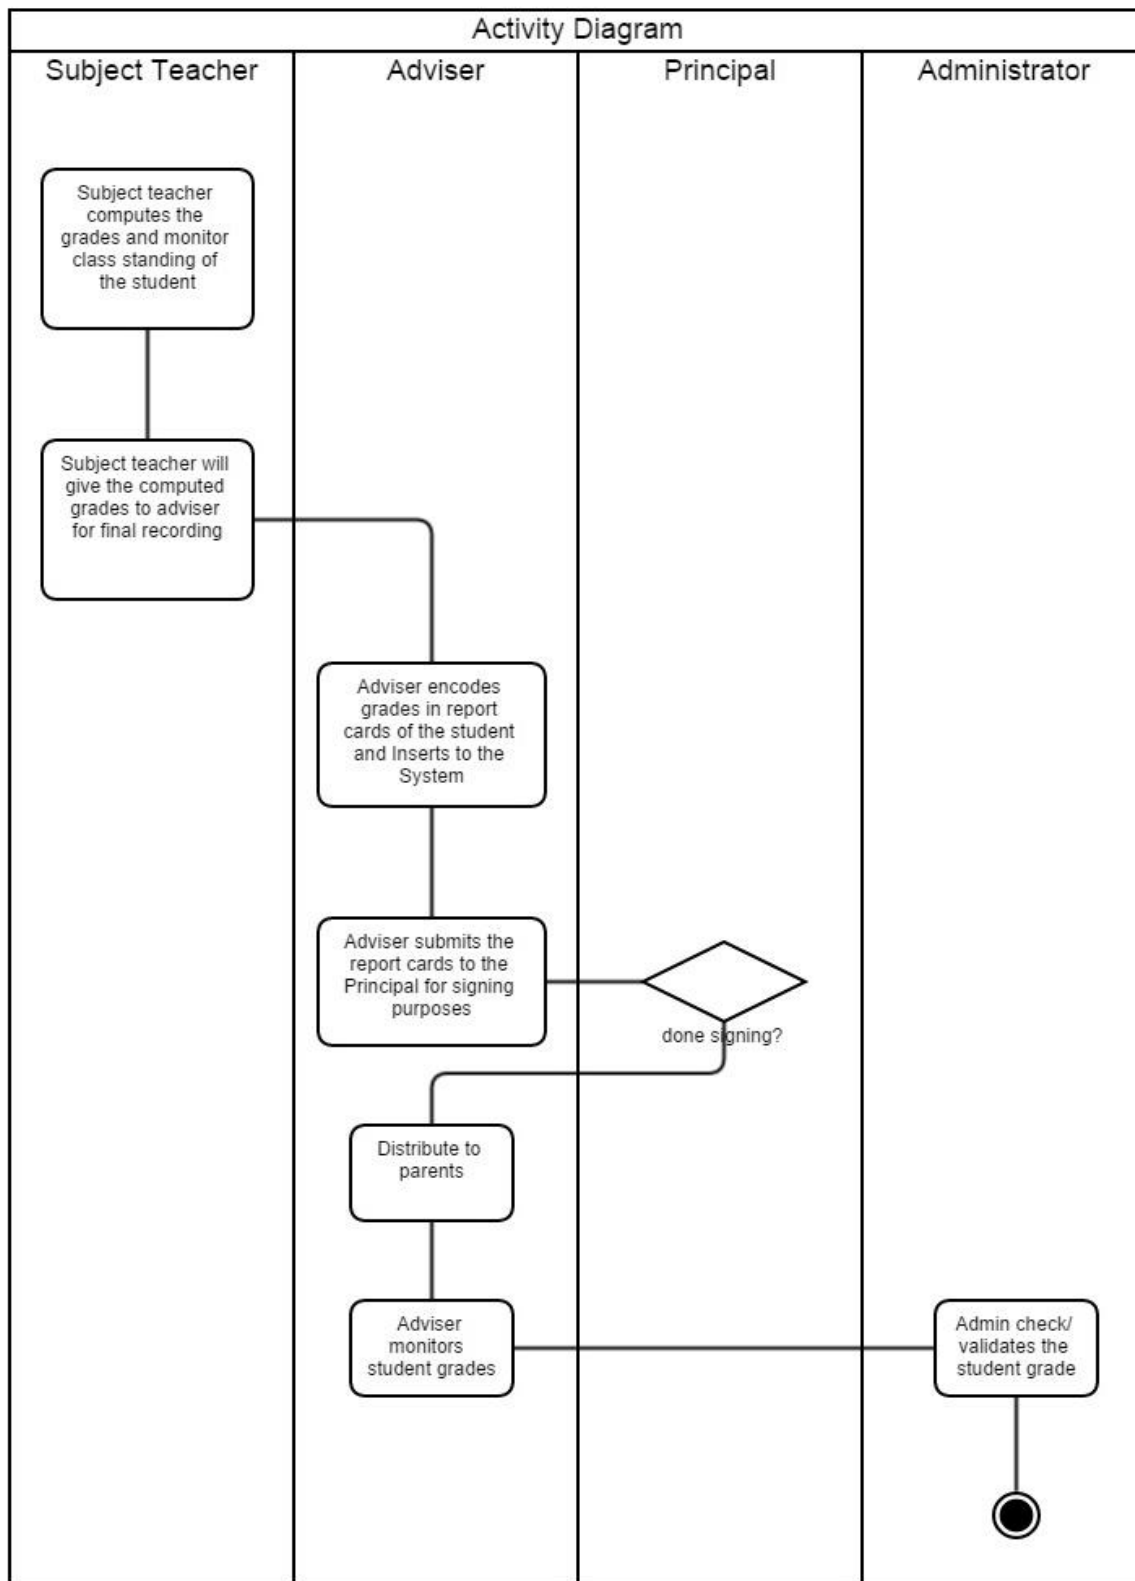 Activity Diagram
Subject Teacher
Adviser
Principal
Administrator
Subject teacher
computes the
grades and monitor
class standing of
the student
Subject teacher will
give the computed
grades to adviser
for final recording
Adviser encodes
grades in report
cards of the student
and Inserts to the
System
Adviser submits the
report cards to the
Principal for signing
purposes
done signing?
Distribute to
parents
Adviser
monitors
student grades
Admin check/
validates the
student grade